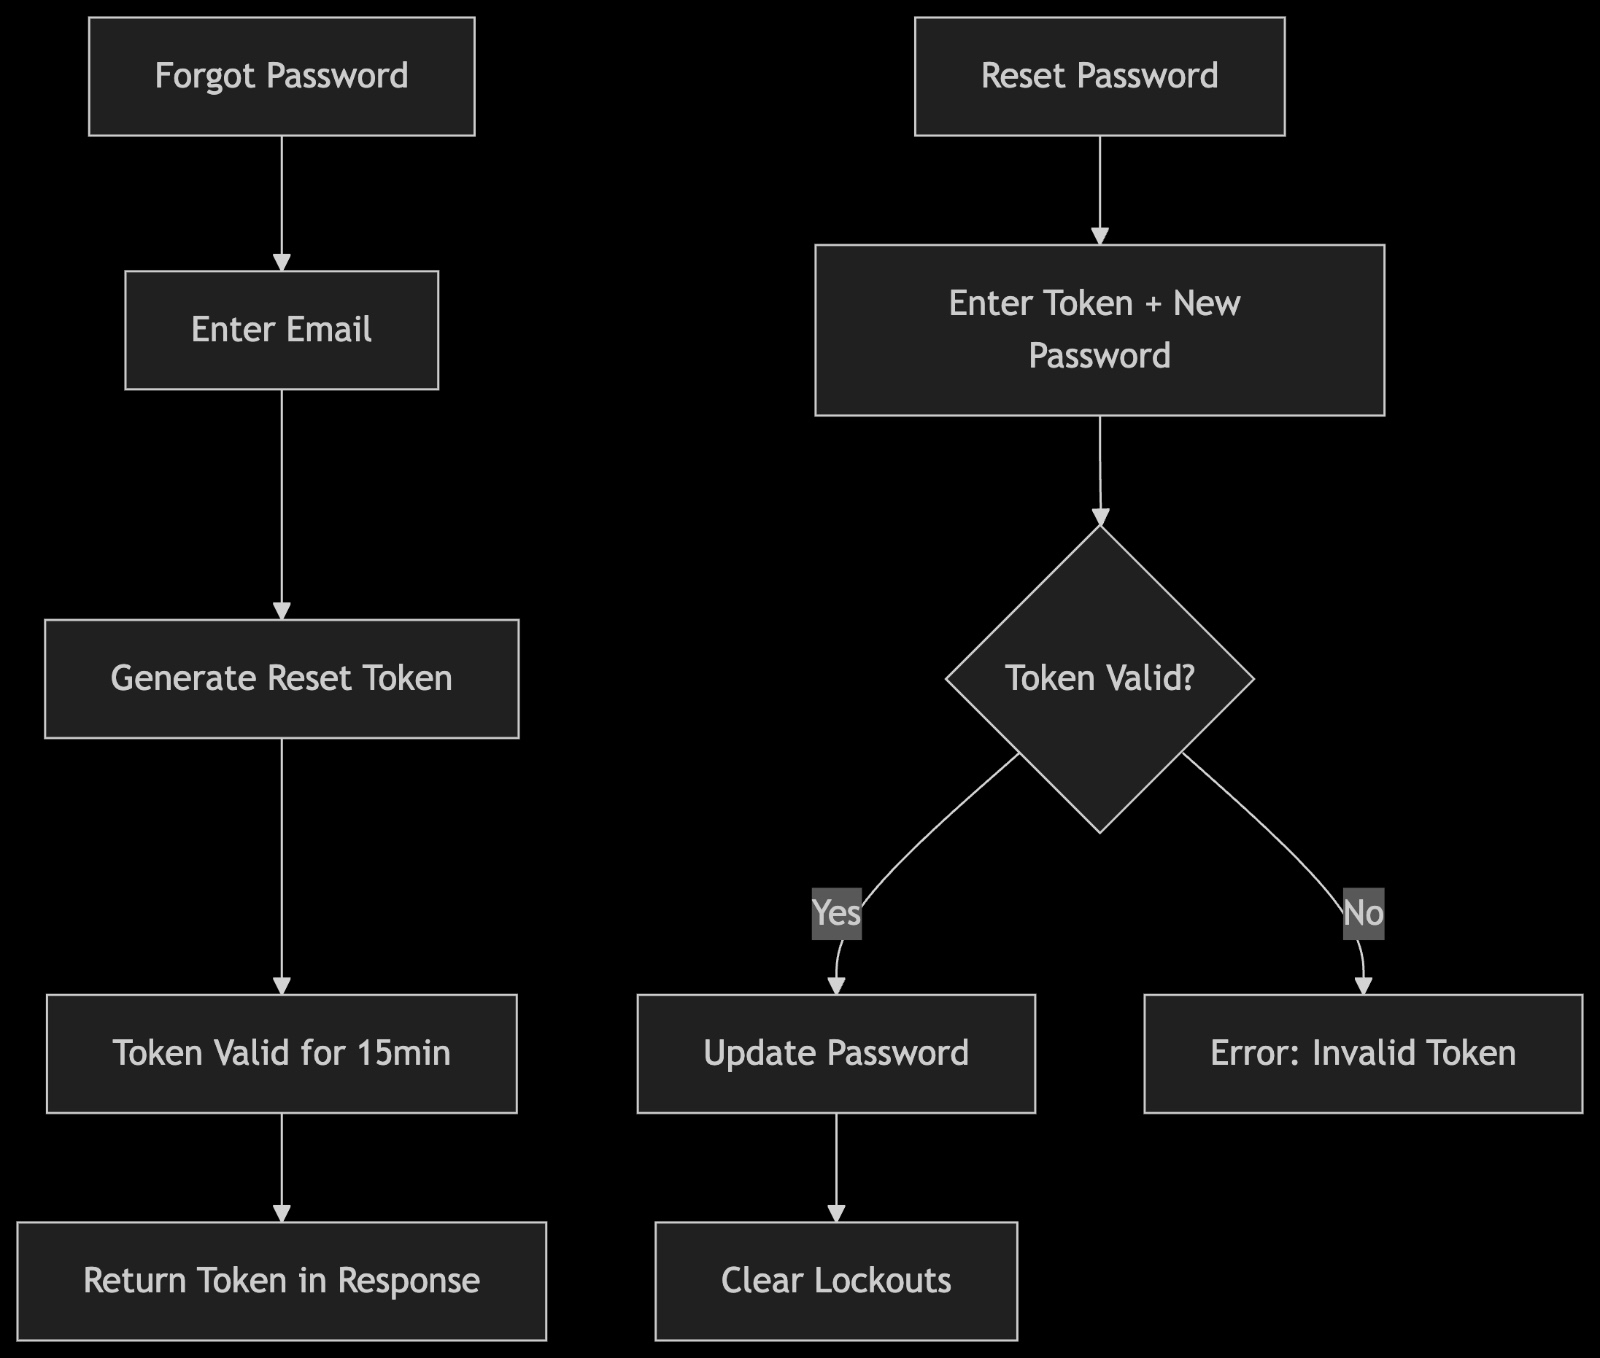 Forgot Password
Enter Email
Generate Reset Token
Token Valid for 15min
Return Token in Response
Reset Password
Enter Token + New
Password
Token Valid?
Yes
No
Update Password
Error: Invalid Token
Clear Lockouts